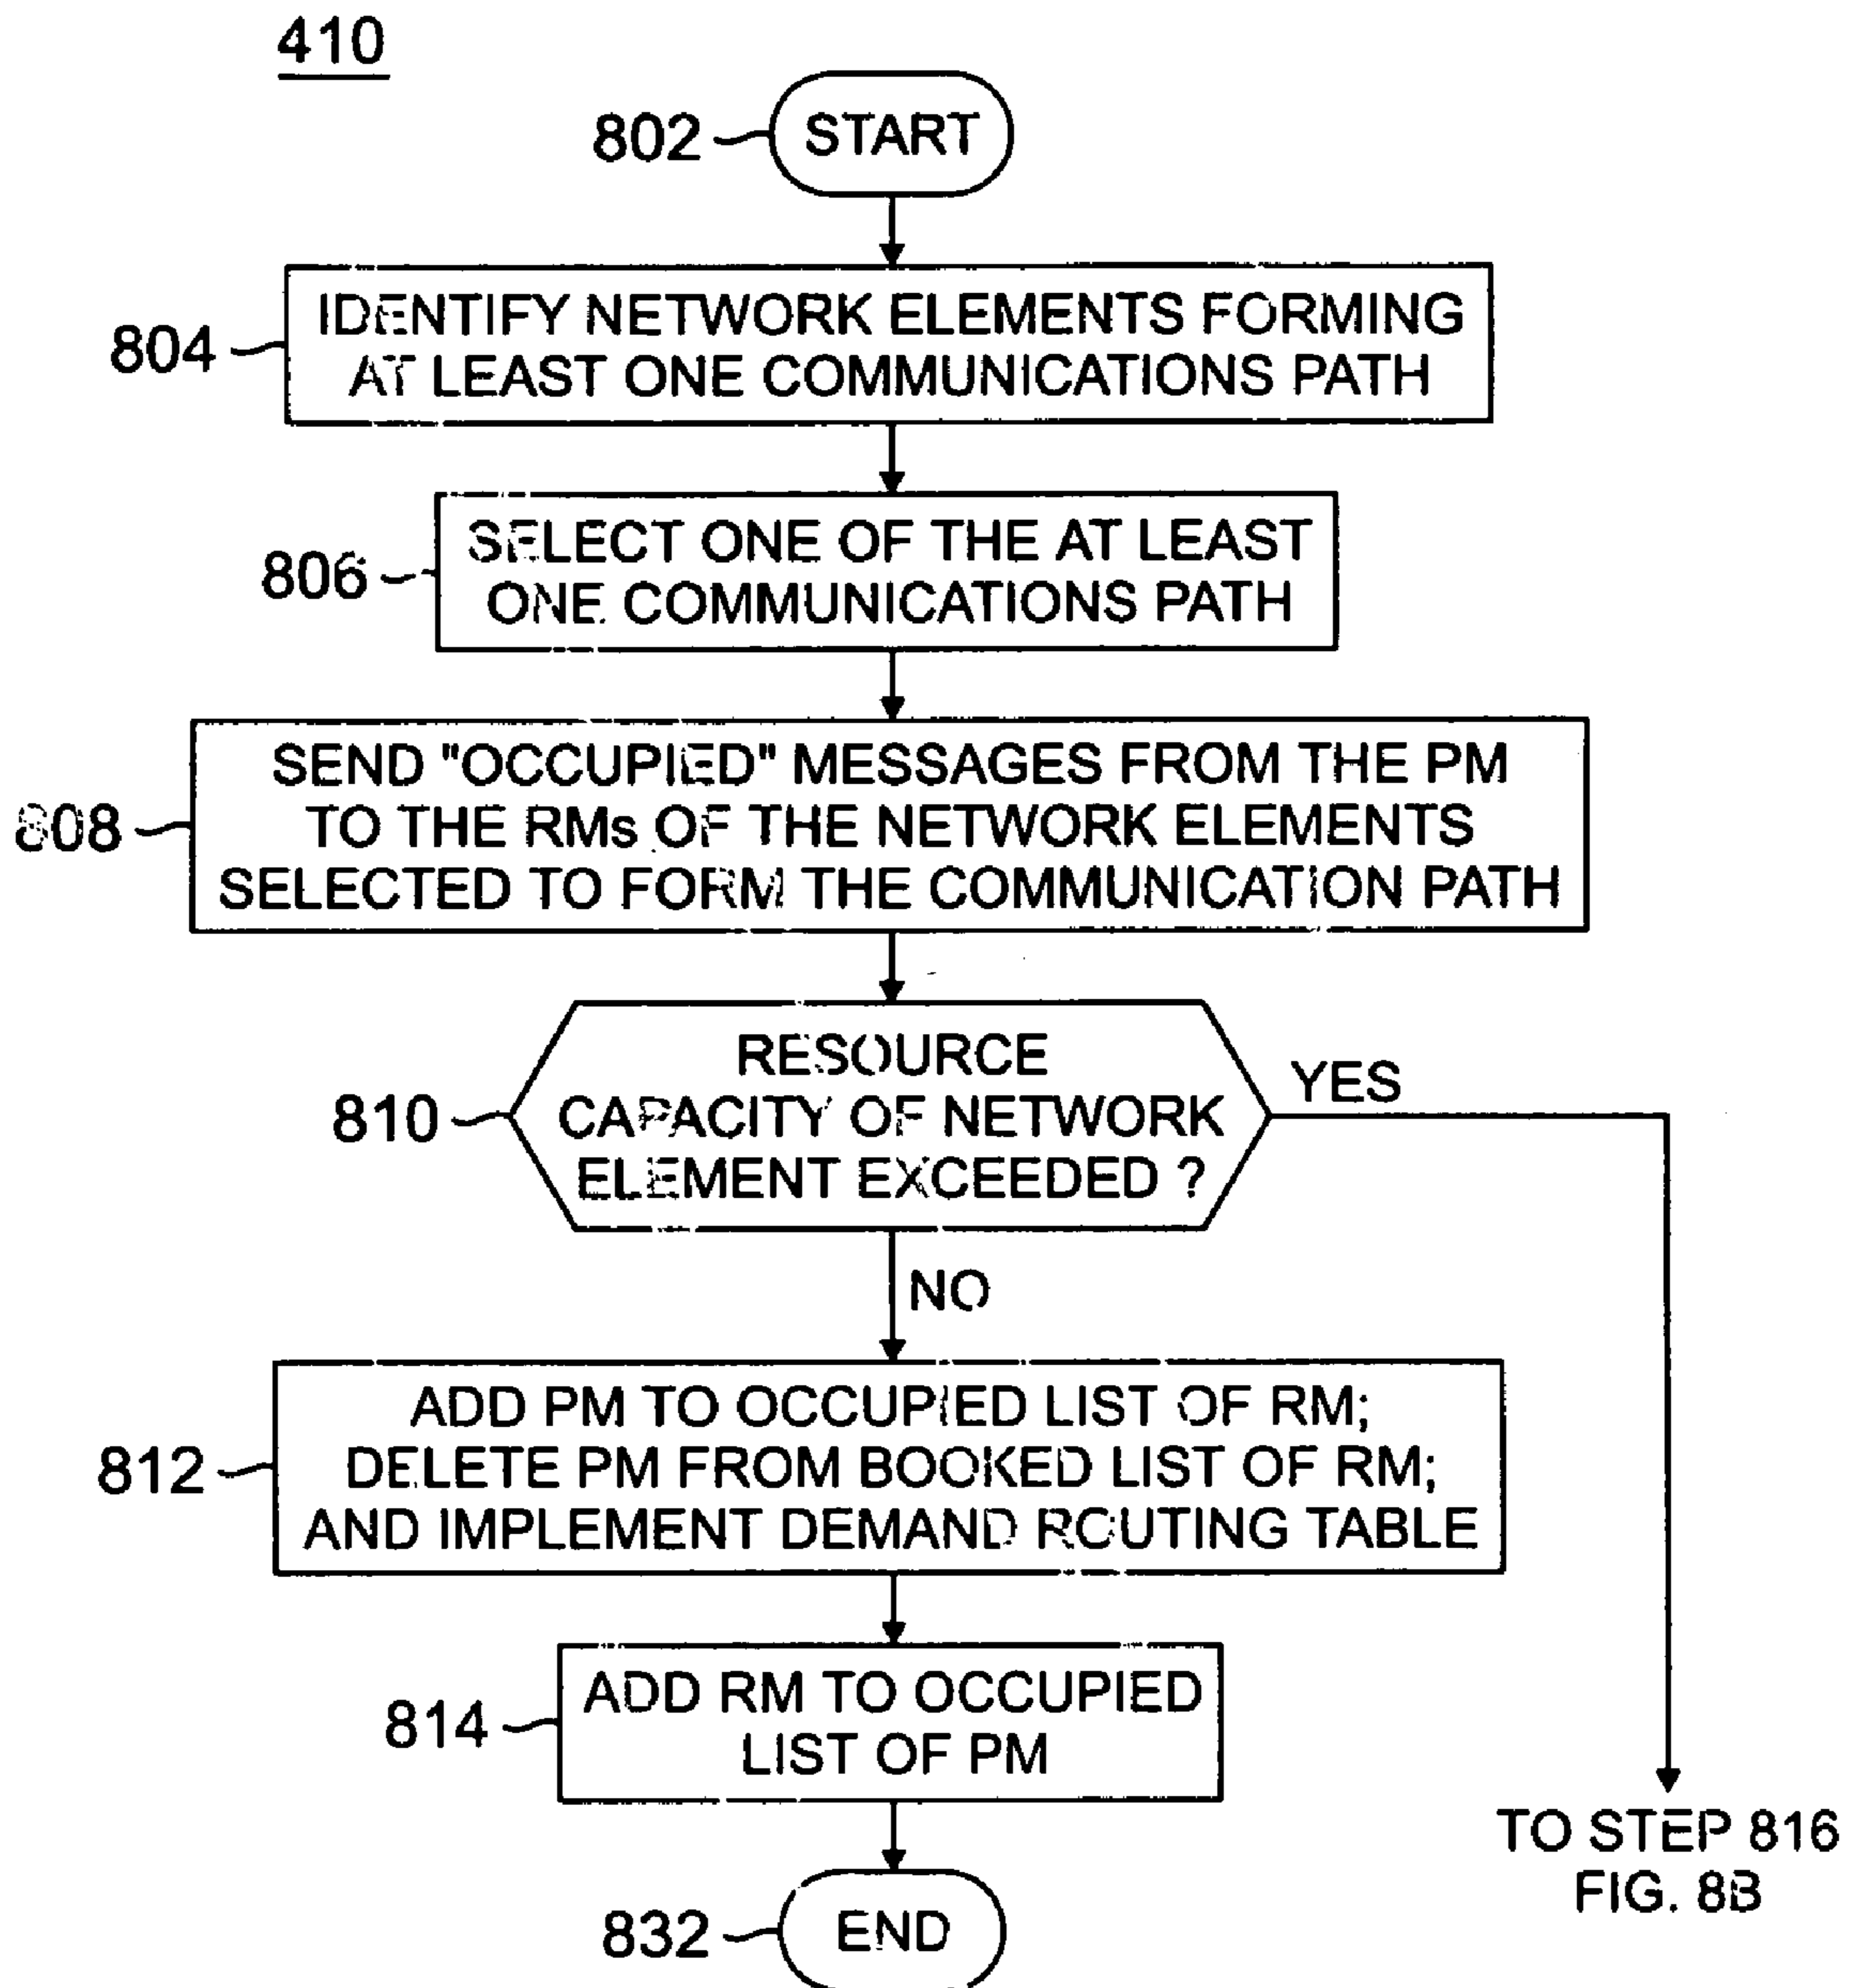 410
802
START
804
IDENTIFY NETWORK ELEMENTS FORMING
AT LEAST ONE COMMUNICATIONS PATH
806
SELECT ONE OF THE AT LEAST
ONE COMMUNICATIONS PATH
808
SEND "OCCUPIED" MESSAGES FROM THE PM
TO THE RMs OF THE NETWORK ELEMENTS
SELECTED TO FORM THE COMMUNICATION PATH
810
RESOURCE
CAPACITY OF NETWORK
ELEMENT EXCEEDED ?
YES
NO
812
ADD PM TO OCCUPIED LIST OF RM;
DELETE PM FROM BOOKED LIST OF RM;
AND IMPLEMENT DEMAND ROUTING TABLE
814
ADD RM TO OCCUPIED
LIST OF PM
TO STEP 816
FIG. 8B
832
END